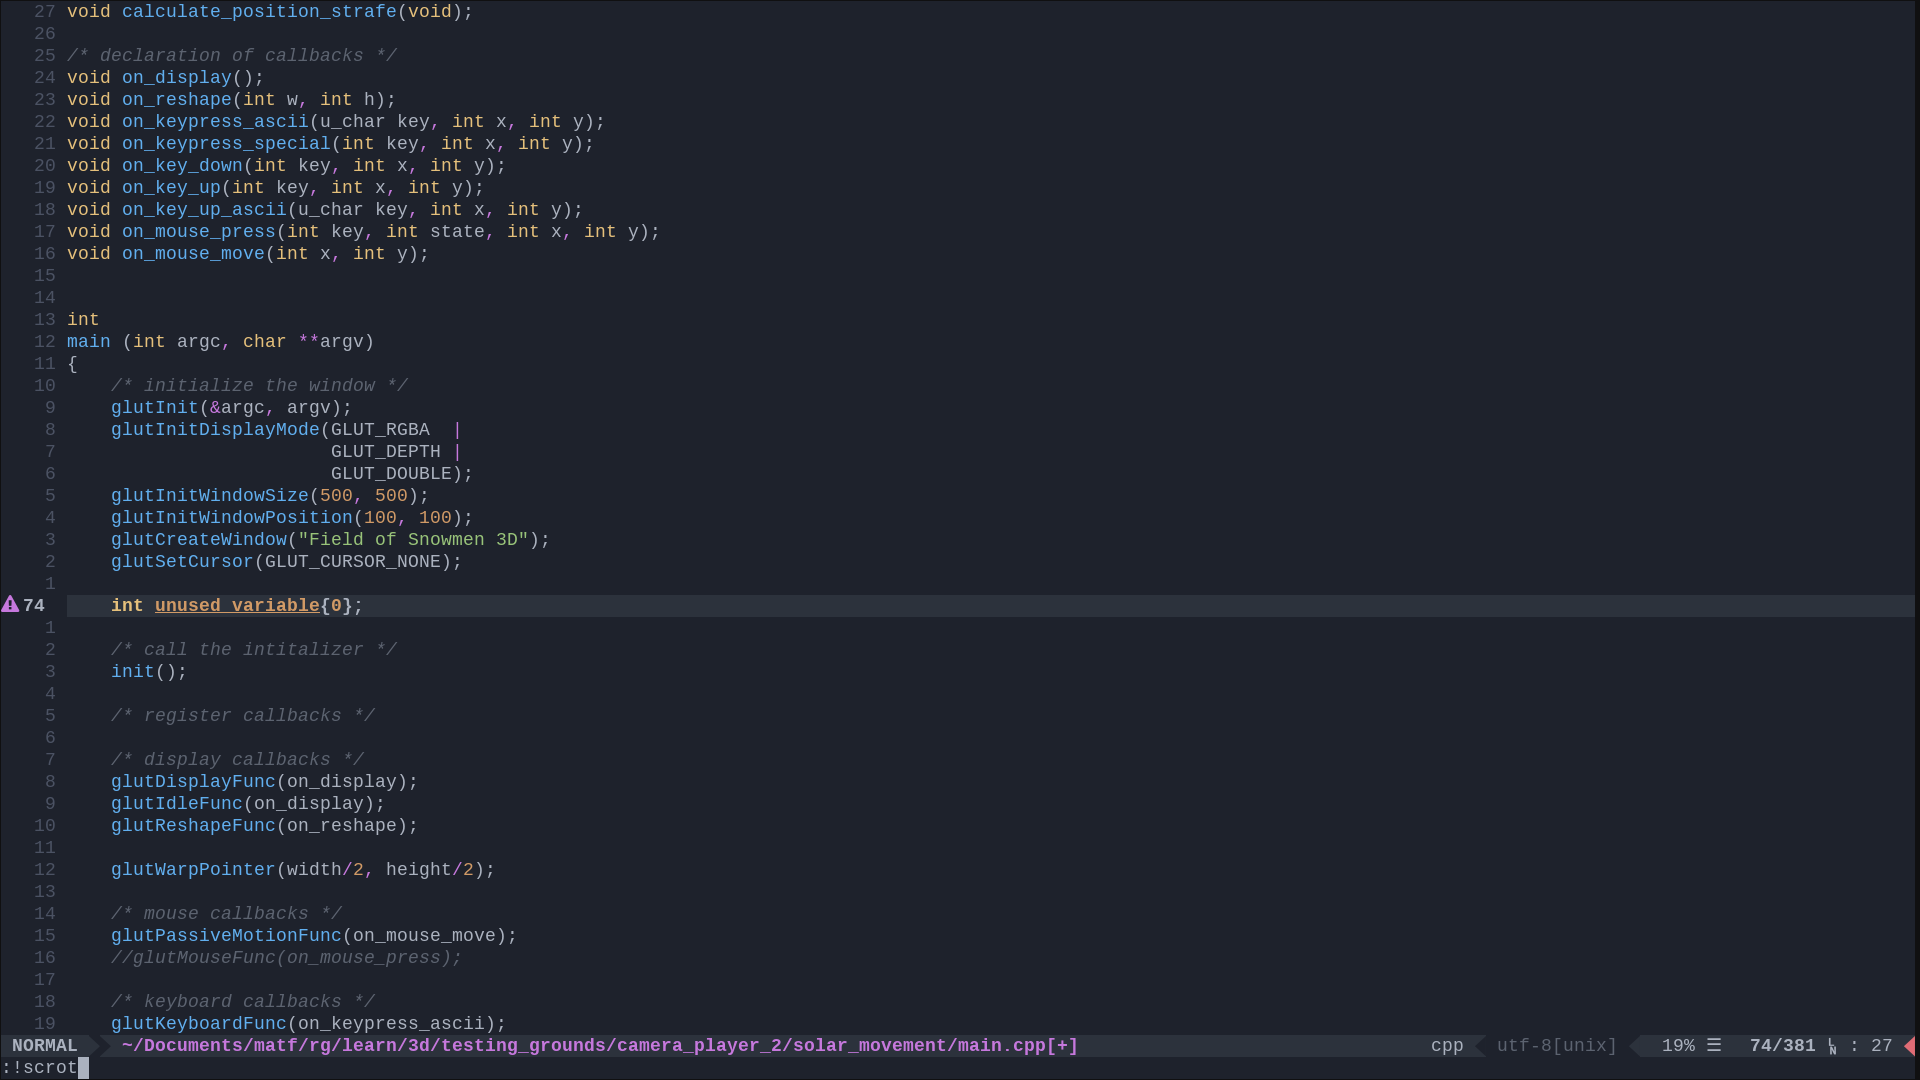 27 void calculate_position_strafe(void);
26
25 /* declaration of callbacks */
24 void on_display();
23 void on_reshape(int w, int h);
22 void on_keypress_ascii(u_char key, int x, int y);
21 void on_keypress_special(int key, int x, int y);
20 void on_key_down(int key, int x, int y);
19 void on_key_up(int key, int x, int y);
18 void on_key_up_ascii(u_char key, int x, int y);
17 void on_mouse_press(int key, int state, int x, int y);
16 void on_mouse_move(int x, int y);
15
14
13 int
12 main (int argc, char **argv)
11 {
10     /* initialize the window */
9     glutInit(&argc, argv);
8     glutInitDisplayMode(GLUT_RGBA  |
7                         GLUT_DEPTH |
6                         GLUT_DOUBLE);
5     glutInitWindowSize(500, 500);
4     glutInitWindowPosition(100, 100);
3     glutCreateWindow("Field of Snowmen 3D");
2     glutSetCursor(GLUT_CURSOR_NONE);
1
74     int unused_variable{0};
1
2     /* call the intitalizer */
3     init();
4
5     /* register callbacks */
6
7     /* display callbacks */
8     glutDisplayFunc(on_display);
9     glutIdleFunc(on_display);
10     glutReshapeFunc(on_reshape);
11
12     glutWarpPointer(width/2, height/2);
13
14     /* mouse callbacks */
15     glutPassiveMotionFunc(on_mouse_move);
16     //glutMouseFunc(on_mouse_press);
17
18     /* keyboard callbacks */
19     glutKeyboardFunc(on_keypress_ascii);
NORMAL ~/Documents/matf/rg/learn/3d/testing_grounds/camera_player_2/solar_movement/main.cpp[+] cpp utf-8[unix] 19% ☰ 74/381 ␤ : 27
:!scrot